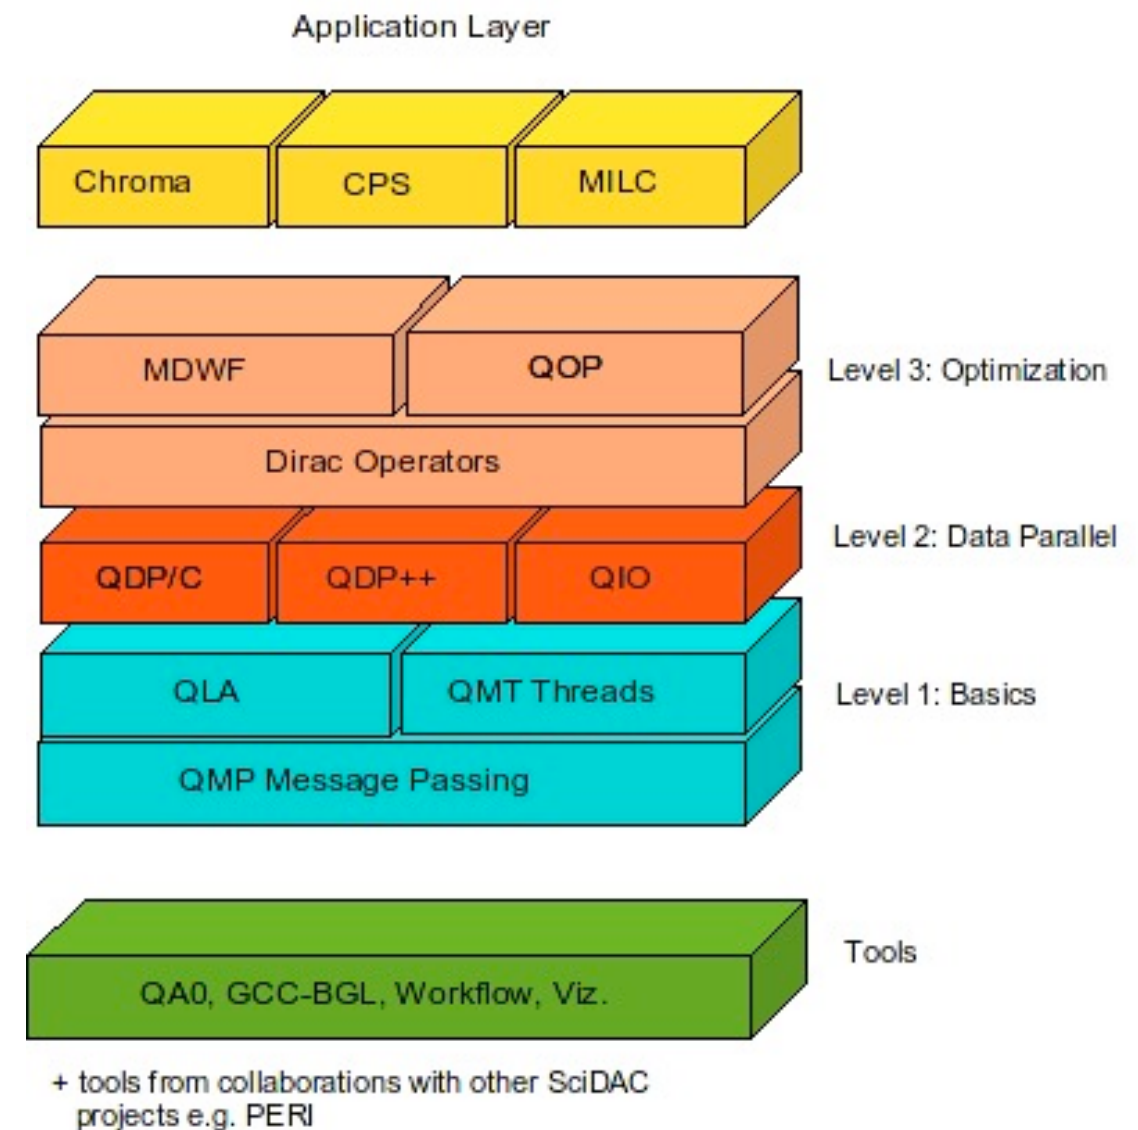 Application Layer
Chroma
CPS
MILC
MDWF
QOP
Level 3: Optimization
Dirac Operators
Level 2: Data Parallel
QDP/C
QDP++
QIO
QLA
QMT Threads
Level 1: Basics
QMP Message Passing
Tools
QA0, GCC-BGL, Workflow, Viz.
+ tools from collaborations with other SciDAC
projects e.g. PERI